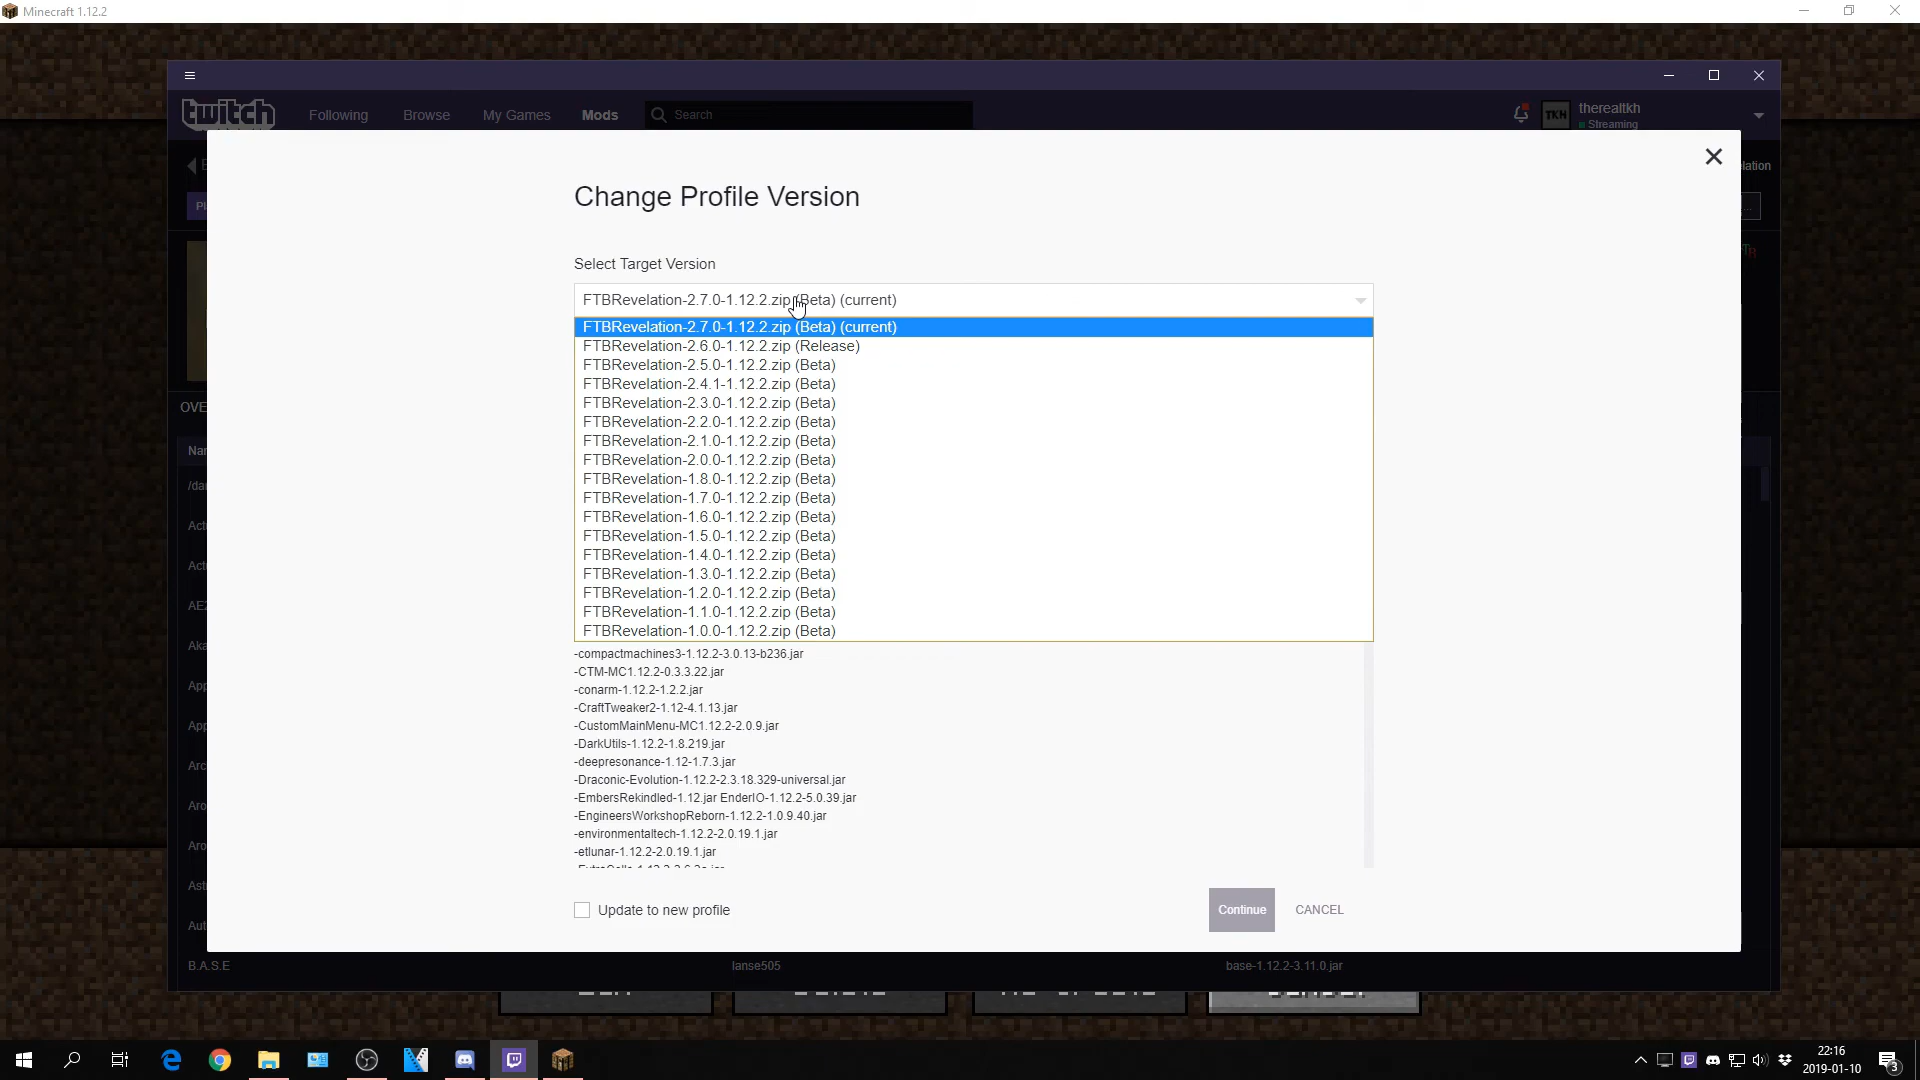 Minecraft 1.12.2
twitch
Following
Browse
My Games
Mods
Search
TKH
therealtkh
Streaming
Change Profile Version
Select Target Version
FTBRevelation-2.7.0-1.12.2.zip (Beta) (current)
FTBRevelation-2.7.0-1.12.2.zip (Beta) (current)
FTBRevelation-2.6.0-1.12.2.zip (Release)
FTBRevelation-2.5.0-1.12.2.zip (Beta)
FTBRevelation-2.4.1-1.12.2.zip (Beta)
FTBRevelation-2.3.0-1.12.2.zip (Beta)
FTBRevelation-2.2.0-1.12.2.zip (Beta)
FTBRevelation-2.1.0-1.12.2.zip (Beta)
FTBRevelation-2.0.0-1.12.2.zip (Beta)
FTBRevelation-1.8.0-1.12.2.zip (Beta)
FTBRevelation-1.7.0-1.12.2.zip (Beta)
FTBRevelation-1.6.0-1.12.2.zip (Beta)
FTBRevelation-1.5.0-1.12.2.zip (Beta)
FTBRevelation-1.4.0-1.12.2.zip (Beta)
FTBRevelation-1.3.0-1.12.2.zip (Beta)
FTBRevelation-1.2.0-1.12.2.zip (Beta)
FTBRevelation-1.1.0-1.12.2.zip (Beta)
FTBRevelation-1.0.0-1.12.2.zip (Beta)
-compactmachines3-1.12.2-3.0.13-b236.jar
-CTM-MC1.12.2-0.3.3.22.jar
-conarm-1.12.2-1.2.2.jar
-CraftTweaker2-1.12-4.1.13.jar
-CustomMainMenu-MC1.12.2-2.0.9.jar
-DarkUtils-1.12.2-1.8.219.jar
-deepresonance-1.12-1.7.3.jar
-Draconic-Evolution-1.12.2-2.3.18.329-universal.jar
-EmbersRekindled-1.12.jar EnderIO-1.12.2-5.0.39.jar
-EngineersWorkshopReborn-1.12.2-1.0.9.40.jar
-environmentaltech-1.12.2-2.0.19.1.jar
-etlunar-1.12.2-2.0.19.1.jar
Update to new profile
Continue
CANCEL
B.A.S.E
lanse505
base-1.12.2-3.11.0.jar
22:16
2019-01-10
3